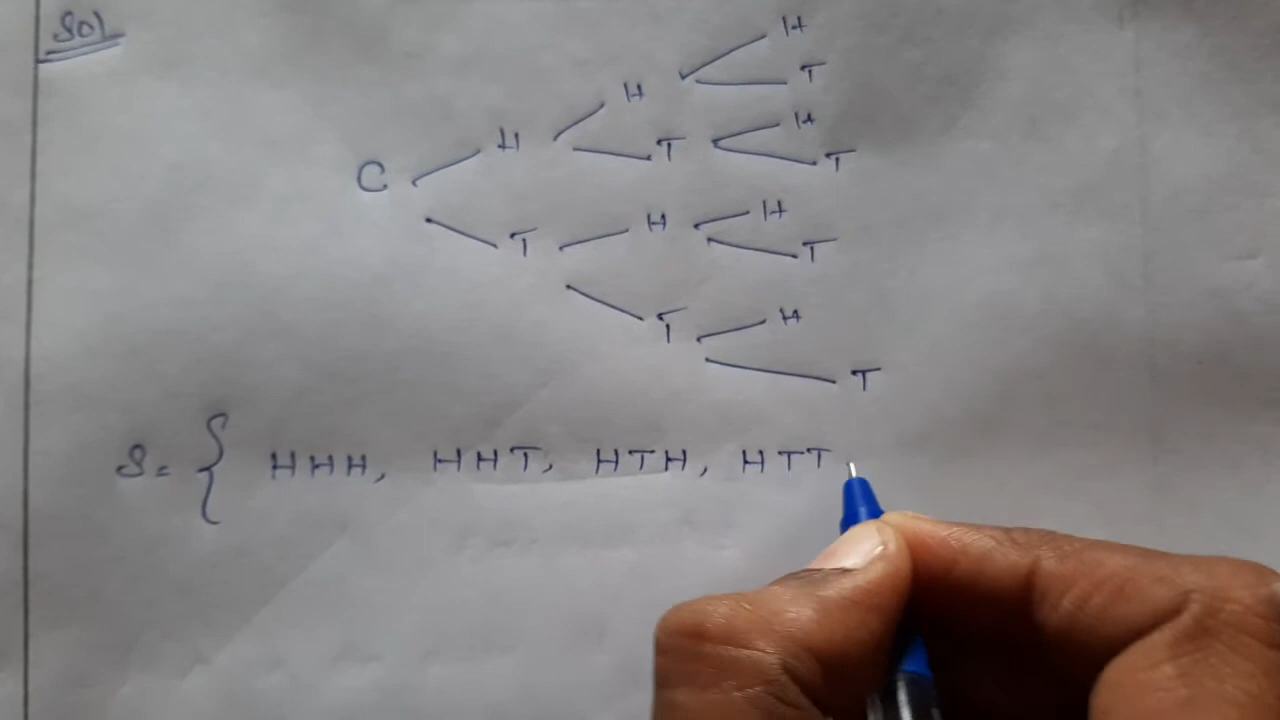 Sol
H
H T
H H
C T T
H H
T T
T H
T
S = { HHH, HHT, HTH, HTT